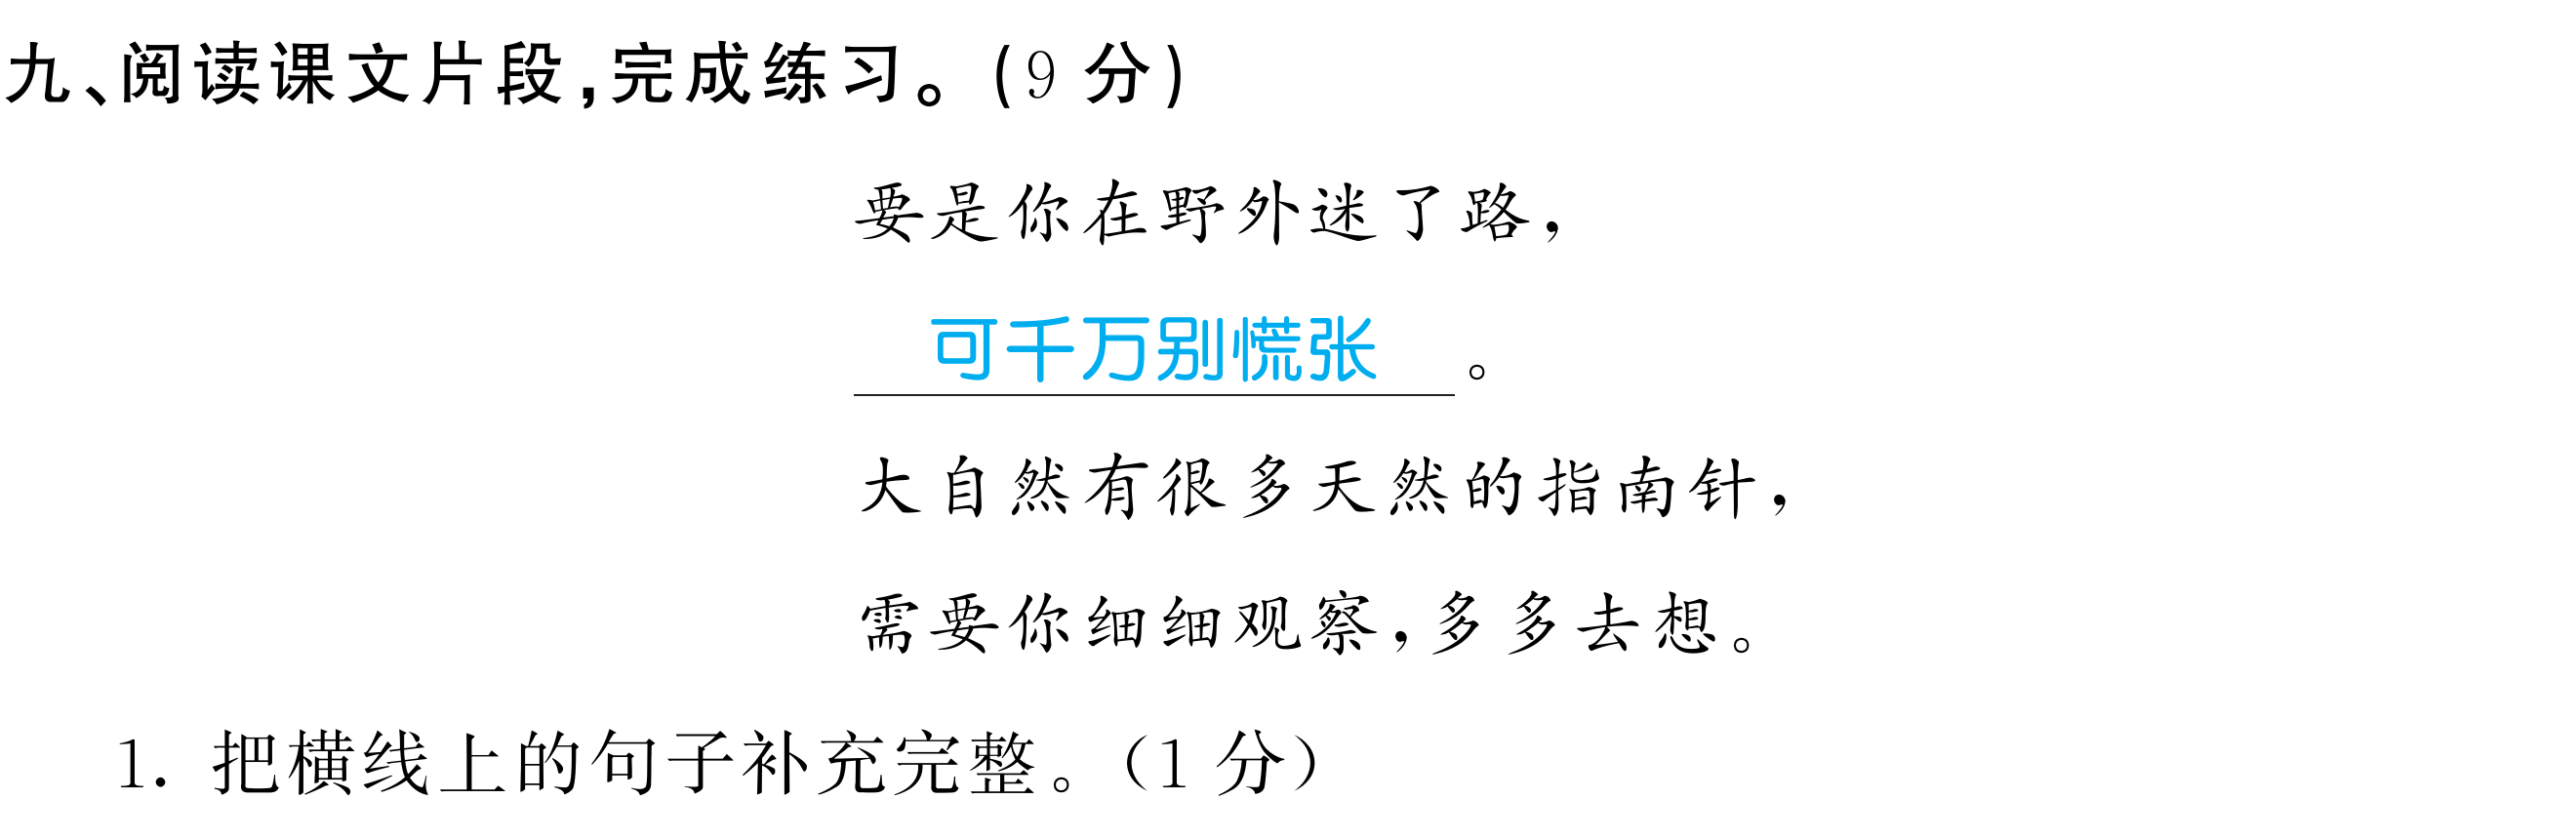 九、阅读课文片段,完成练习。(9 分)
要是你在野外迷了路,
可千万别慌张。
大自然有很多天然的指南针,
需要你细细观察,多多去想。
1. 把横线上的句子补充完整。(1 分)